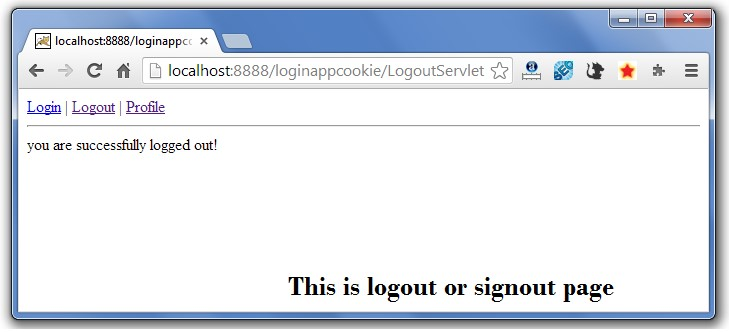 localhost:8888/loginappco
localhost:8888/loginappcookie/LogoutServlet
Login | Logout | Profile
you are successfully logged out!
This is logout or signout page